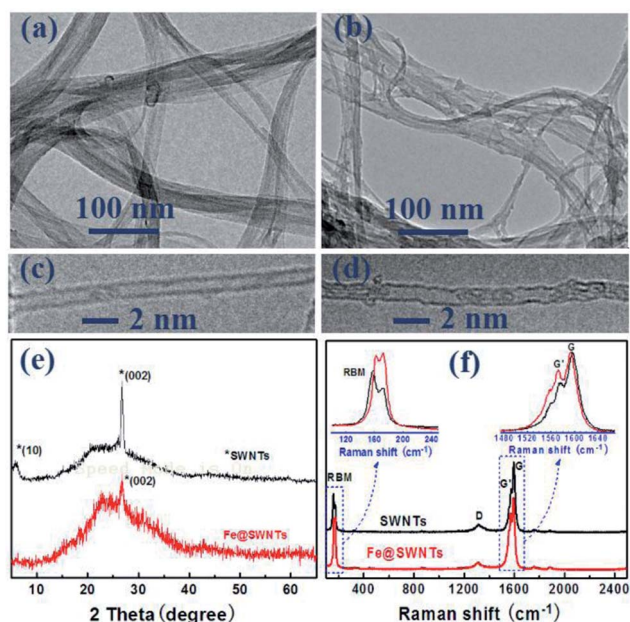 (a)
100 nm
(b)
100 nm
(c)
2 nm
(d)
2 nm
(e)
*(002)
*(10)
*SWNTs
*(002)
Fe@SWNTs
10 20 30 40 50 60
2 Theta (degree)
(f)
RBM
120 160 200 240
Raman shift (cm-1)
G
G'
1480 1520 1560 1600 1640
Raman shift (cm-1)
RBM
G
G'
D
SWNTs
Fe@SWNTs
400 800 1200 1600 2000 2400
Raman shift (cm-1)